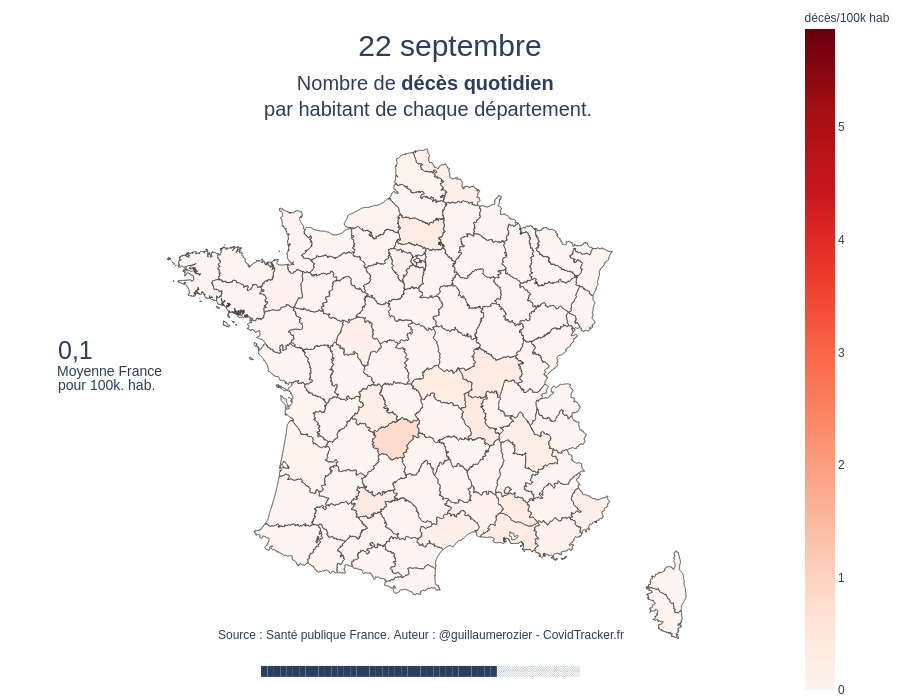 décès/100k hab
22 septembre
Nombre de décès quotidien
par habitant de chaque département.
5
4
3
2
1
0
0,1
Moyenne France
pour 100k. hab.
Source : Santé publique France. Auteur : @guillaumerozier - CovidTracker.fr